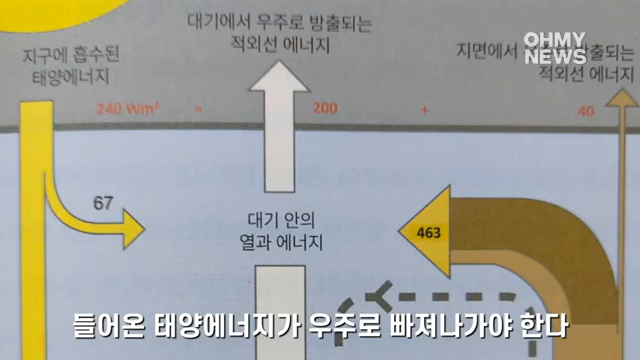 OHMY
NEWS
대기에서 우주로 방출되는
적외선 에너지
지구에 흡수된
태양에너지
지면에서
방출되는
적외선 에너지
240 Wm² = 200 + 40
67
대기 안의
열과 에너지
463
들어온 태양에너지가 우주로 빠져나가야 한다